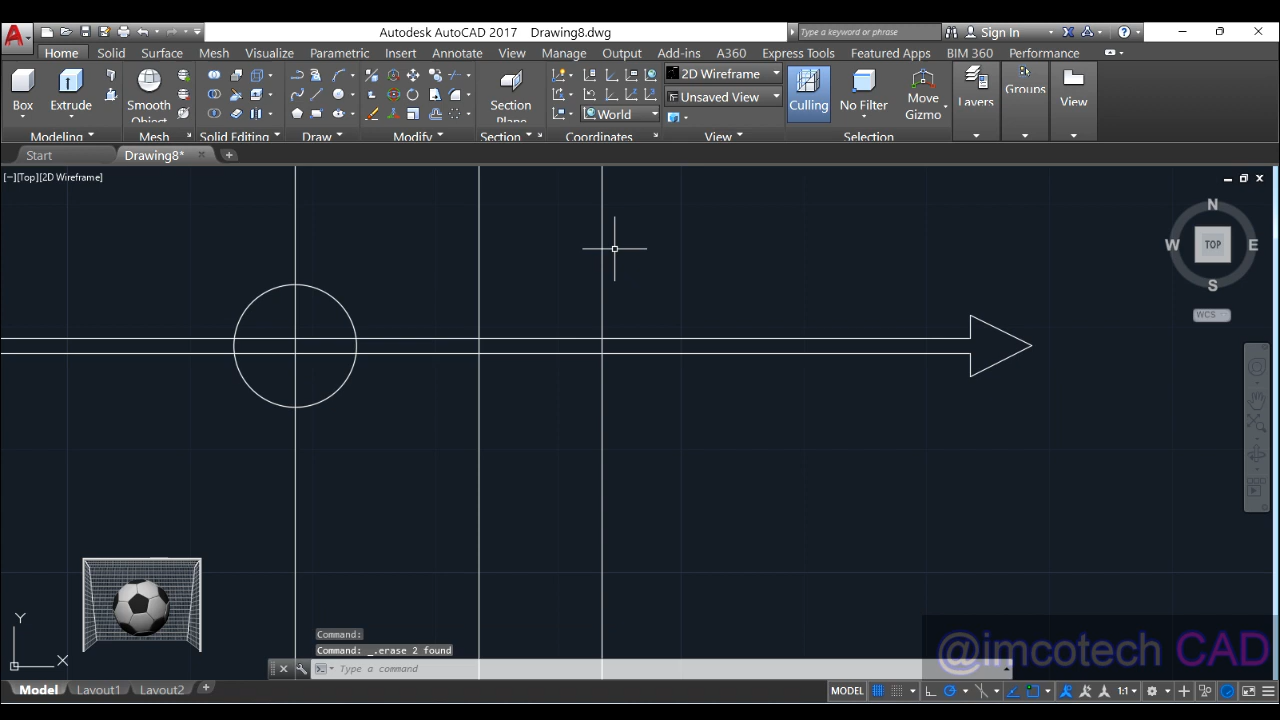 Autodesk AutoCAD 2017 Drawing8.dwg
Type a keyword or phrase
Sign In
Home Solid Surface Mesh Visualize Parametric Insert Annotate View Manage Output Add-ins A360 Express Tools Featured Apps BIM 360 Performance
Box
Extrude
Smooth
Object
Section
Plane
2D Wireframe
Unsaved View
World
Culling
No Filter
Move
Gizmo
Layers
Groups
View
Modeling
Mesh
Solid Editing
Draw
Modify
Section
Coordinates
View
Selection
Start
Drawing8*
[−][Top][2D Wireframe]
N
W
TOP
E
S
WCS
Y
X
Command:
Command: _.erase 2 found
Type a command
@imcotech CAD
Model Layout1 Layout2
MODEL
1:1